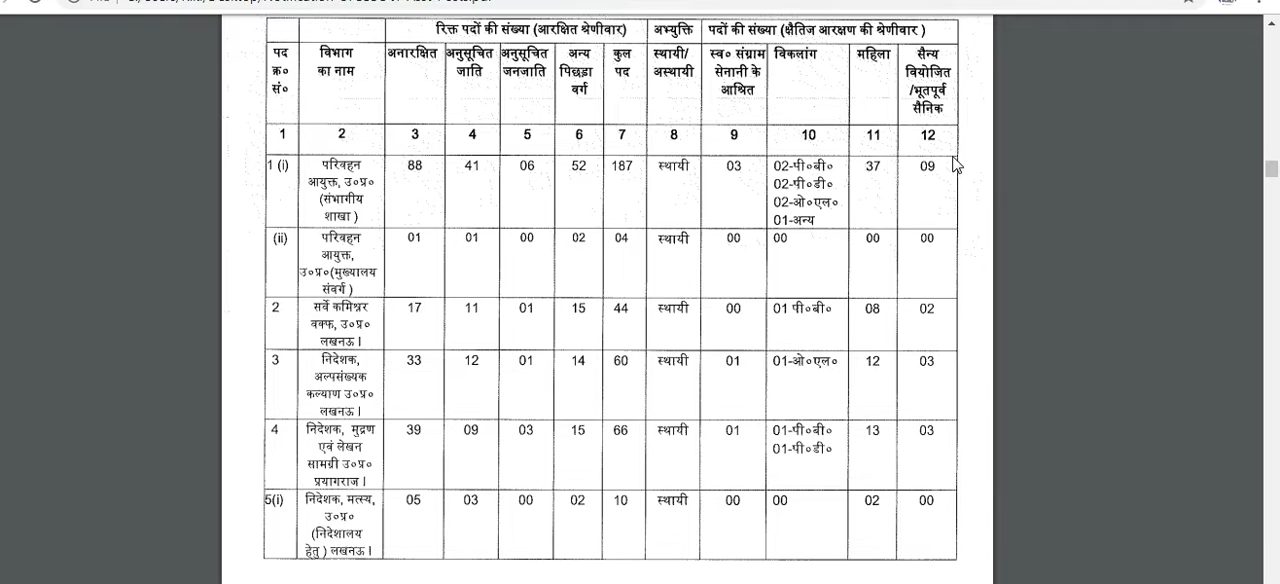 रिक्त पदों की संख्या (आरक्षित श्रेणीवार) अभ्युक्ति पदों की संख्या (क्षैतिज आरक्षण की श्रेणीवार )
पद विभाग अनारक्षित अनुसूचित अनुसूचित अन्य कुल स्थायी/ स्व० संग्राम विकलांग महिला सैन्य
क्र० का नाम जाति जनजाति पिछड़ा पद अस्थायी सेनानी के वियोजित
सं० वर्ग आश्रित /भूतपूर्व
सैनिक
1 2 3 4 5 6 7 8 9 10 11 12
1 (i) परिवहन 88 41 06 52 187 स्थायी 03 02-पी०बी० 37 09
आयुक्त, उ०प्र० 02-पी०डी०
(संभागीय 02-ओ०एल०
शाखा ) 01-अन्य
(ii) परिवहन 01 01 00 02 04 स्थायी 00 00 00 00
आयुक्त,
उ०प्र०(मुख्यालय
संवर्ग )
2 सर्वे कमिश्नर 17 11 01 15 44 स्थायी 00 01 पी०बी० 08 02
वक्फ, उ०प्र०
लखनऊ।
3 निदेशक, 33 12 01 14 60 स्थायी 01 01-ओ०एल० 12 03
अल्पसंख्यक
कल्याण उ०प्र०
लखनऊ।
4 निदेशक, मुद्रण 39 09 03 15 66 स्थायी 01 01-पी०बी० 13 03
एवं लेखन 01-पी०डी०
सामग्री उ०प्र०
प्रयागराज।
5(i) निदेशक, मत्स्य, 05 03 00 02 10 स्थायी 00 00 02 00
उ०प्र०
(निदेशालय
हेतु ) लखनऊ।